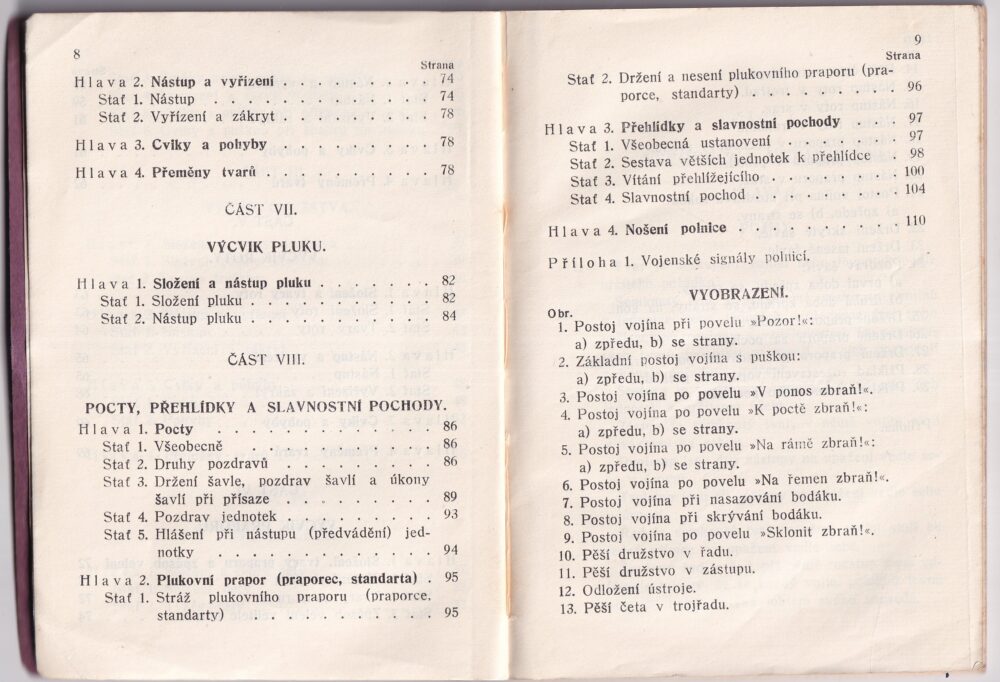 8
Strana
Hlava 2. Nástup a vyřízení . . . . . . . . . 74
Stať 1. Nástup . . . . . . . . . . . . . 74
Stať 2. Vyřízení a zákryt . . . . . . . . . 78
Hlava 3. Cviky a pohyby . . . . . . . . . . 78
Hlava 4. Přeměny tvarů . . . . . . . . . . 78
ČÁST VII.
VÝCVIK PLUKU.
Hlava 1. Složení a nástup pluku . . . . . . . 82
Stať 1. Složení pluku . . . . . . . . . . . 82
Stať 2. Nástup pluku . . . . . . . . . . . 84
ČÁST VIII.
POCTY, PŘEHLÍDKY A SLAVNOSTNÍ POCHODY.
Hlava 1. Pocty . . . . . . . . . . . . . 86
Stať 1. Všeobecně . . . . . . . . . . . . 86
Stať 2. Druhy pozdravů . . . . . . . . . . 86
Stať 3. Držení šavle, pozdrav šavlí a úkony
šavlí při přísaze . . . . . . . . . . 89
Stať 4. Pozdrav jednotek . . . . . . . . . 93
Stať 5. Hlášení při nástupu (předvádění) jed-
notky . . . . . . . . . . . . . . 94
Hlava 2. Plukovní prapor (praporec, standarta) . 95
Stať 1. Stráž plukovního praporu (praporce,
standarty) . . . . . . . . . . . . 95
9
Strana
Stať 2. Držení a nesení plukovního praporu (pra-
porce, standarty) . . . . . . . . . . 96
Hlava 3. Přehlídky a slavnostní pochody . . . . 97
Stať 1. Všeobecná ustanovení . . . . . . . . 97
Stať 2. Sestava větších jednotek k přehlídce . . 98
Stať 3. Vítání přehlížejícího . . . . . . . . . 100
Stať 4. Slavnostní pochod . . . . . . . . . . 104
Hlava 4. Nošení polnice . . . . . . . . . . . 110
Příloha 1. Vojenské signály polnicí.
VYOBRAZENÍ.
Obr.
1. Postoj vojína při povelu »Pozor!«:
a) zpředu, b) se strany.
2. Základní postoj vojína s puškou:
a) zpředu, b) se strany.
3. Postoj vojína po povelu »V ponos zbraň!«.
4. Postoj vojína po povelu »K poctě zbraň!«:
a) zpředu, b) se strany.
5. Postoj vojína po povelu »Na rámě zbraň!«:
a) zpředu, b) se strany.
6. Postoj vojína po povelu »Na řemen zbraň!«.
7. Postoj vojína při nasazování bodáku.
8. Postoj vojína při skrývání bodáku.
9. Postoj vojína po povelu »Sklonit zbraň!«.
10. Pěší družstvo v řadu.
11. Pěší družstvo v zástupu.
12. Odložení ústroje.
13. Pěší četa v trojřadu.